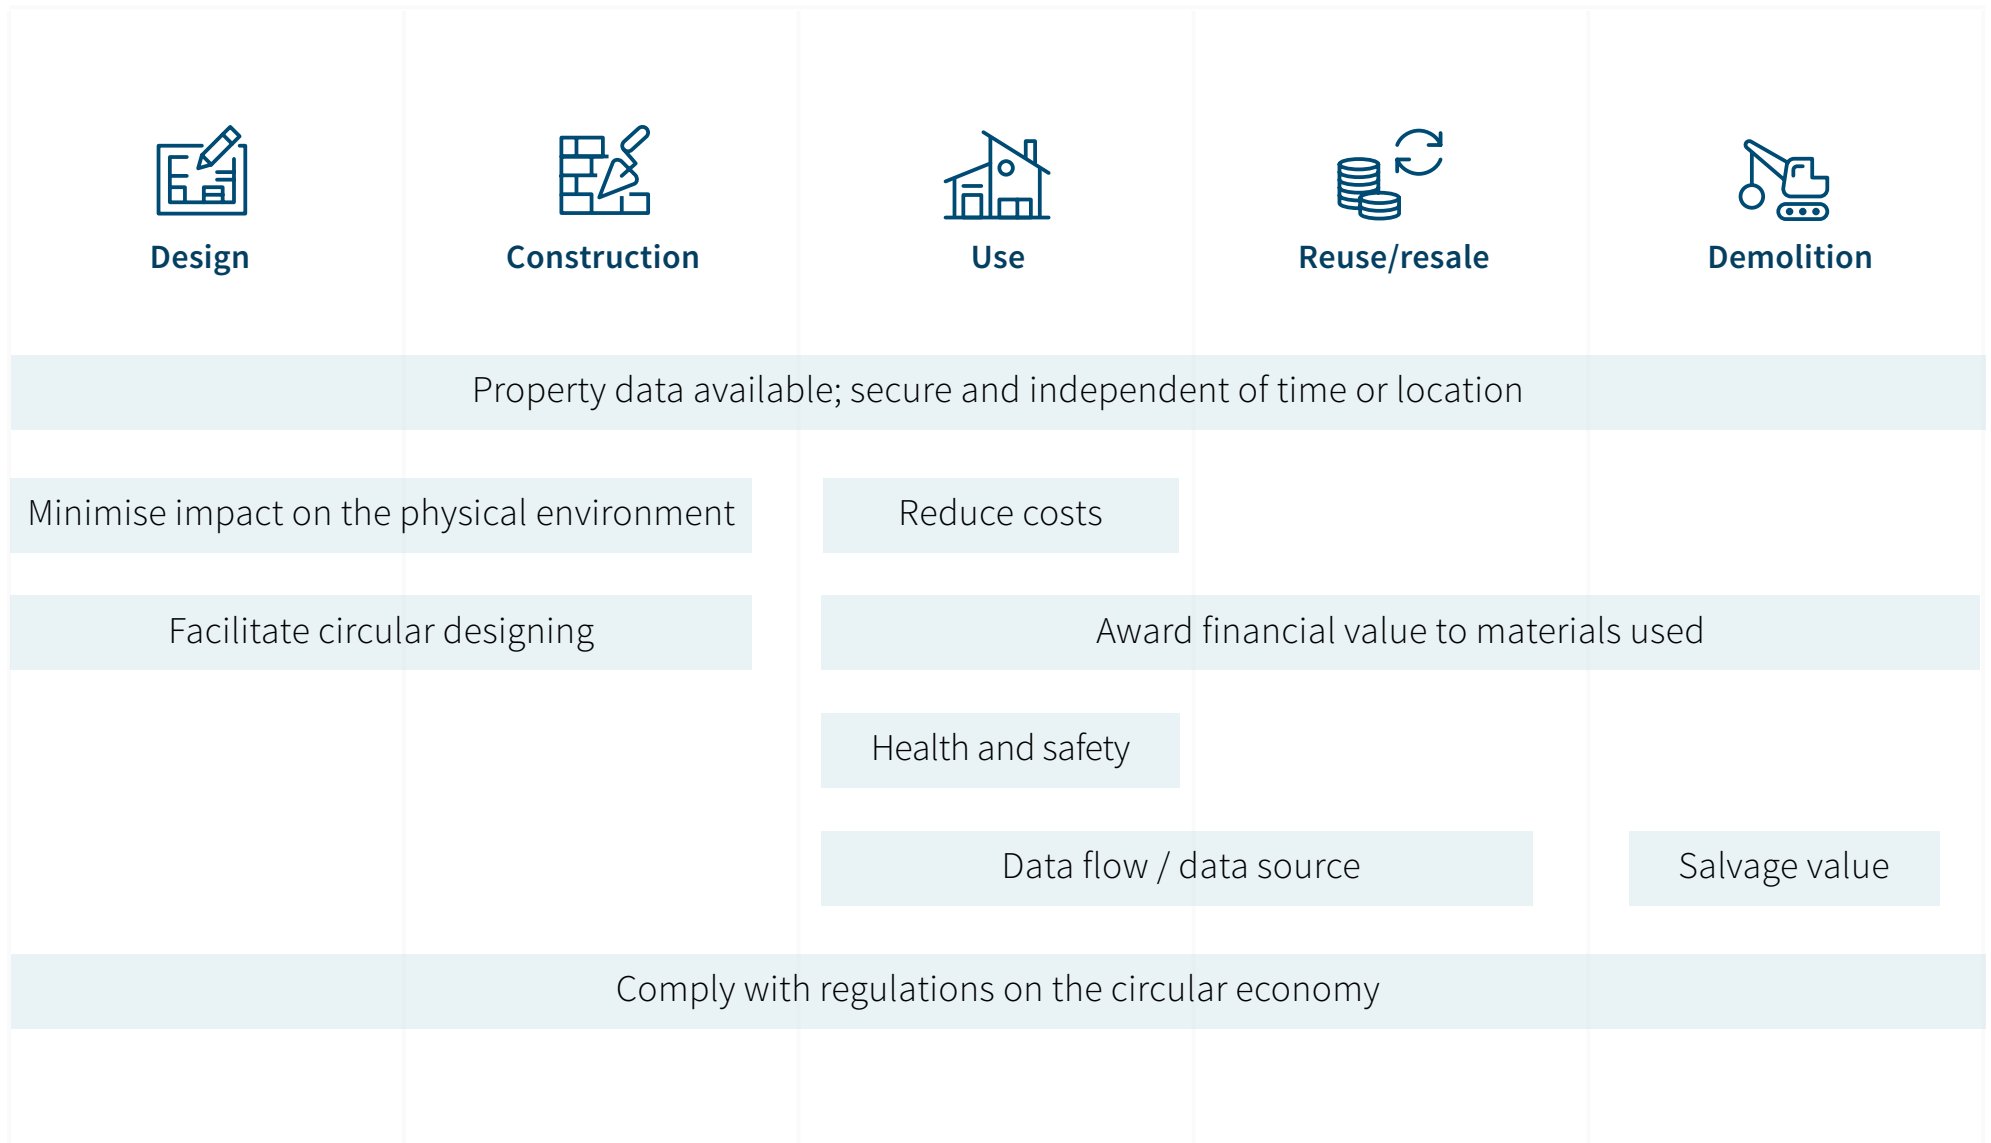 Design
Construction
Use
Reuse/resale
Demolition
Property data available; secure and independent of time or location
Minimise impact on the physical environment
Reduce costs
Facilitate circular designing
Award financial value to materials used
Health and safety
Data flow / data source
Salvage value
Comply with regulations on the circular economy